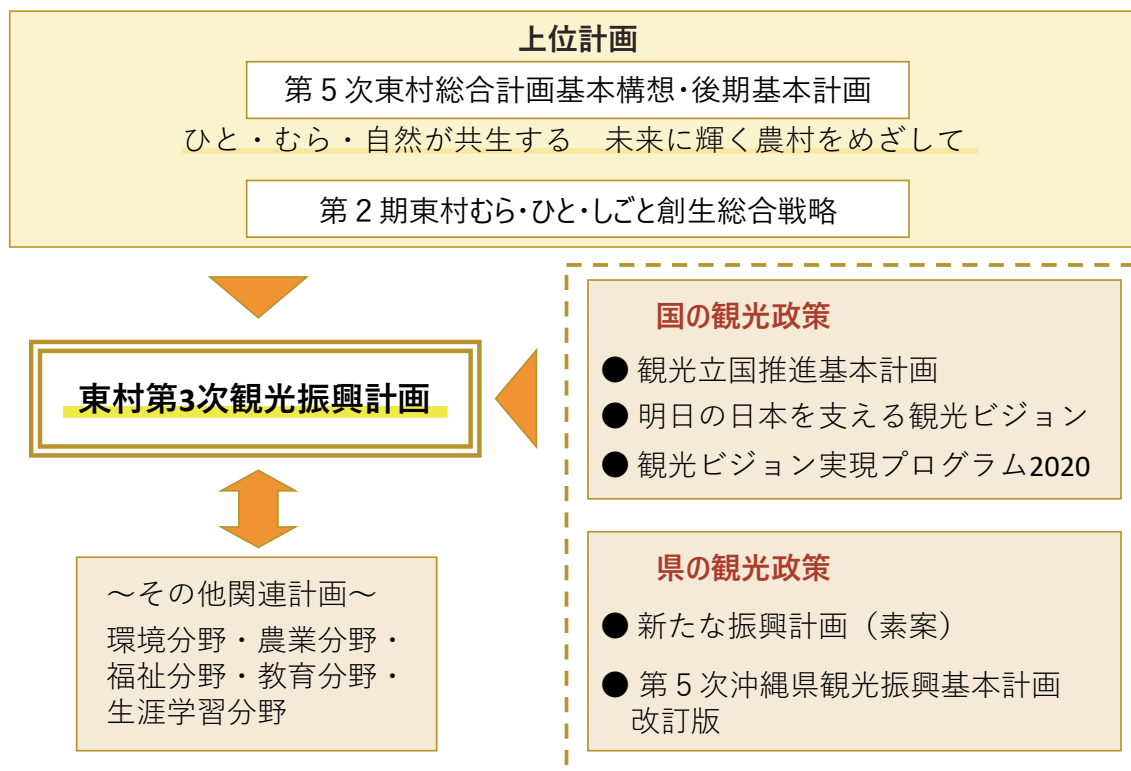 上位計画
第5次東村総合計画基本構想･後期基本計画
ひと・むら・自然が共生する　未来に輝く農村をめざして
第2期東村むら･ひと･しごと創生総合戦略
東村第3次観光振興計画
～その他関連計画～
環境分野・農業分野・
福祉分野・教育分野・
生涯学習分野
国の観光政策
● 観光立国推進基本計画
● 明日の日本を支える観光ビジョン
● 観光ビジョン実現プログラム2020
県の観光政策
● 新たな振興計画（素案）
● 第5次沖縄県観光振興基本計画
改訂版